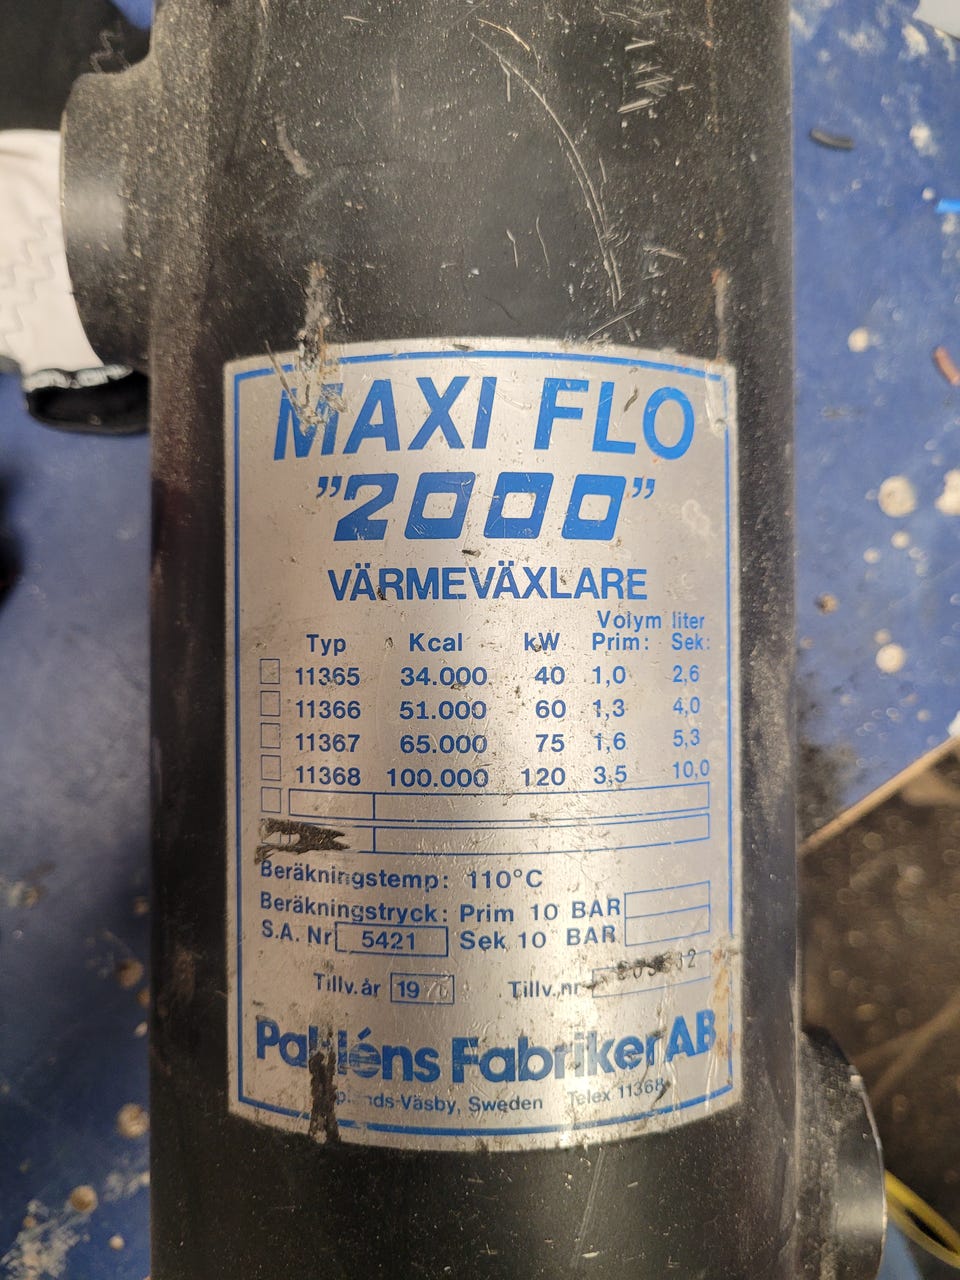 MAXI FLO
"2000"
VÄRMEVÄXLARE
Volym liter
Typ Kcal kW Prim: Sek:
11365 34.000 40 1,0 2,6
11366 51.000 60 1,3 4,0
11367 65.000 75 1,6 5,3
11368 100.000 120 3,5 10,0
Beräkningstemp: 110°C
Beräkningstryck: Prim 10 BAR
S.A. Nr 5421 Sek 10 BAR
Tillv.år 19 Tillv.nr
Pahléns Fabriker AB
Väsby, Sweden Telex 11368